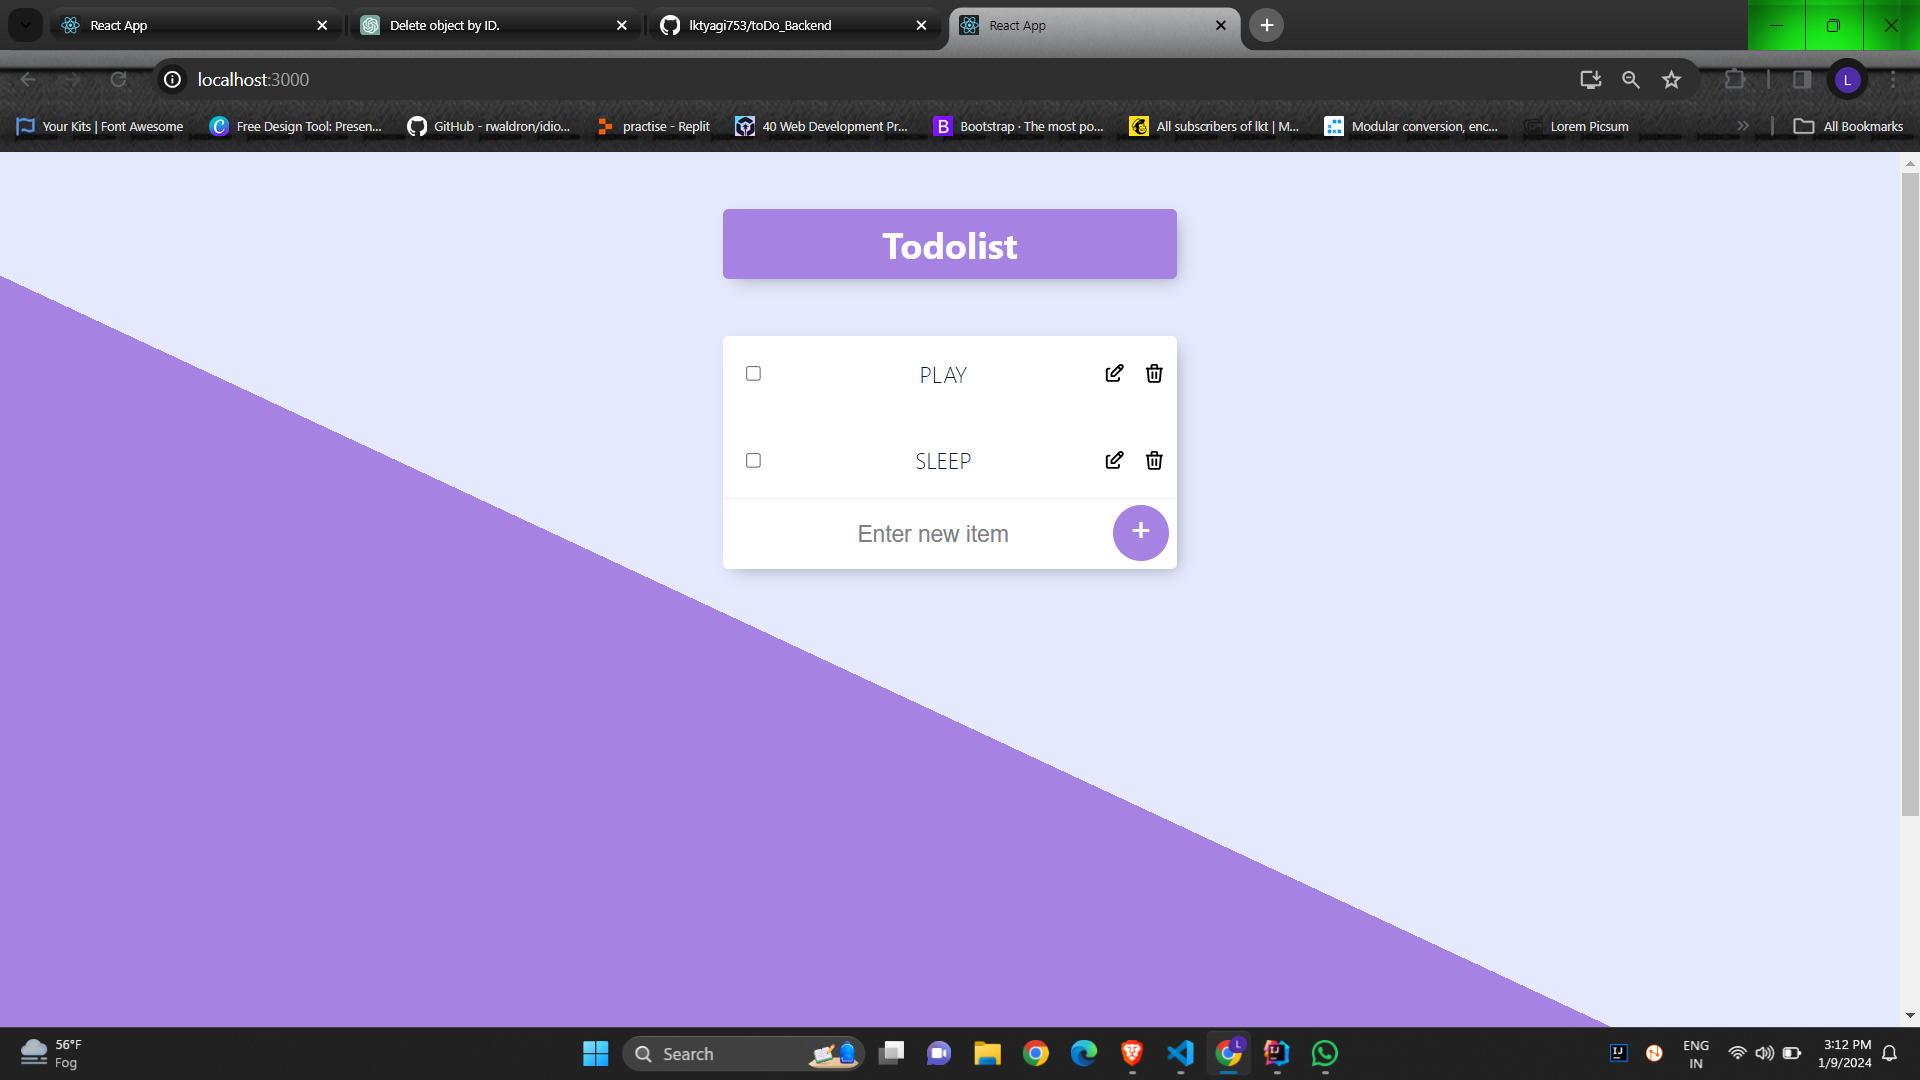 React App
Delete object by ID.
lktyagi753/toDo_Backend
React App
localhost:3000
L
Your Kits | Font Awesome
Free Design Tool: Presen...
GitHub - rwaldron/idio...
practise - Replit
40 Web Development Pr...
B
Bootstrap · The most po...
All subscribers of lkt | M...
Modular conversion, enc...
Lorem Picsum
All Bookmarks
Todolist
PLAY
SLEEP
Enter new item
+
56°F
Fog
Search
L
IJ
IJ
ENG
IN
3:12 PM
1/9/2024